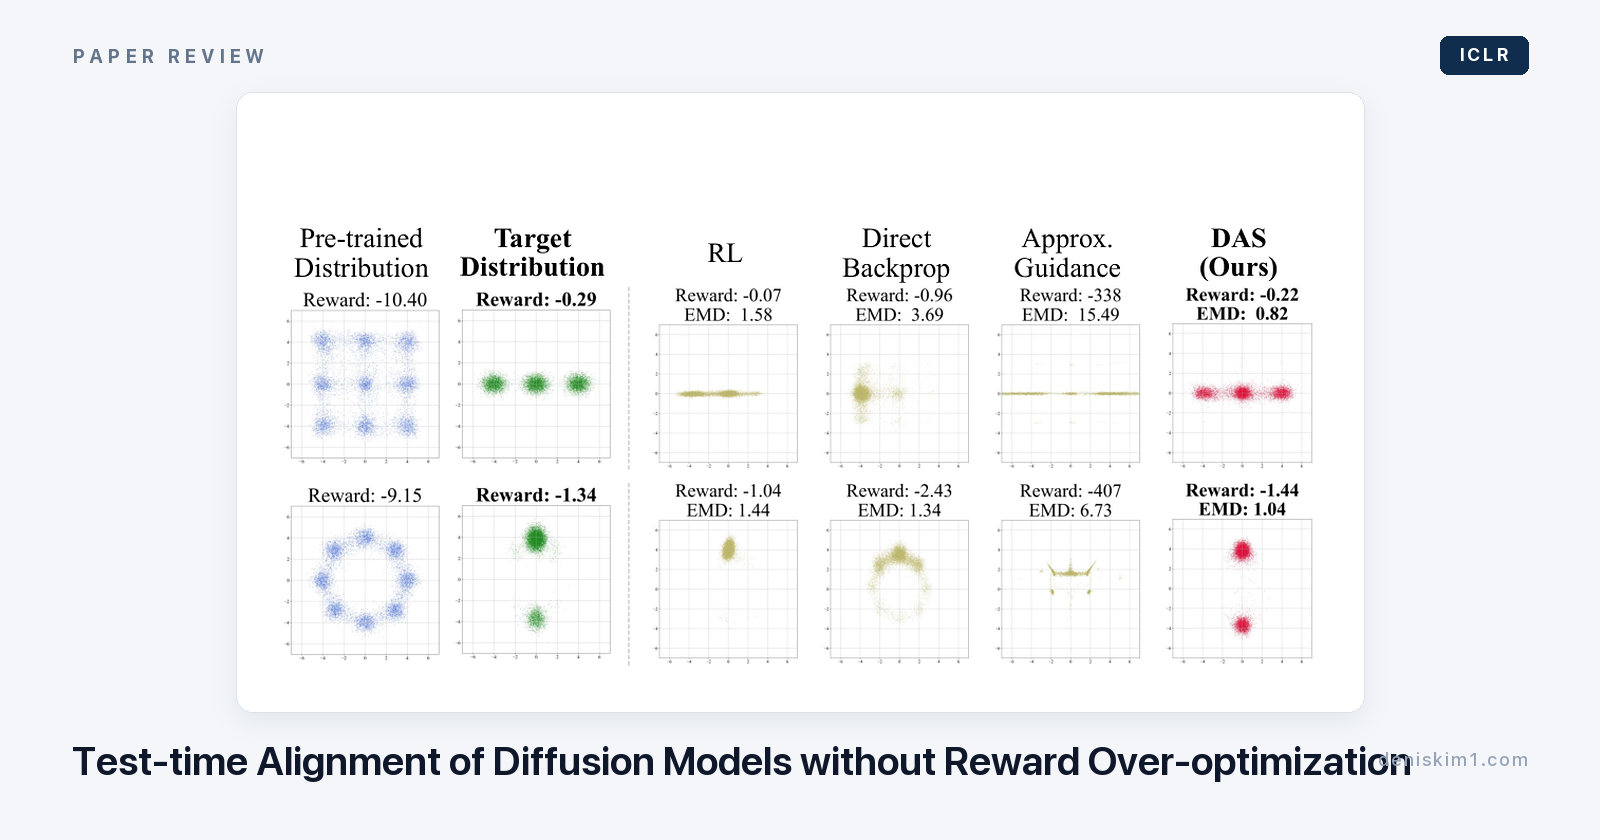 PAPER REVIEW
ICLR
Pre-trained
Distribution
Target
Distribution
RL
Direct
Backprop
Approx.
Guidance
DAS
(Ours)
Reward: -10.40
Reward: -0.29
Reward: -0.07
EMD: 1.58
Reward: -0.96
EMD: 3.69
Reward: -338
EMD: 15.49
Reward: -0.22
EMD: 0.82
Reward: -9.15
Reward: -1.34
Reward: -1.04
EMD: 1.44
Reward: -2.43
EMD: 1.34
Reward: -407
EMD: 6.73
Reward: -1.44
EMD: 1.04
Test-time Alignment of Diffusion Models without Reward Over-optimization
deniskim1.com